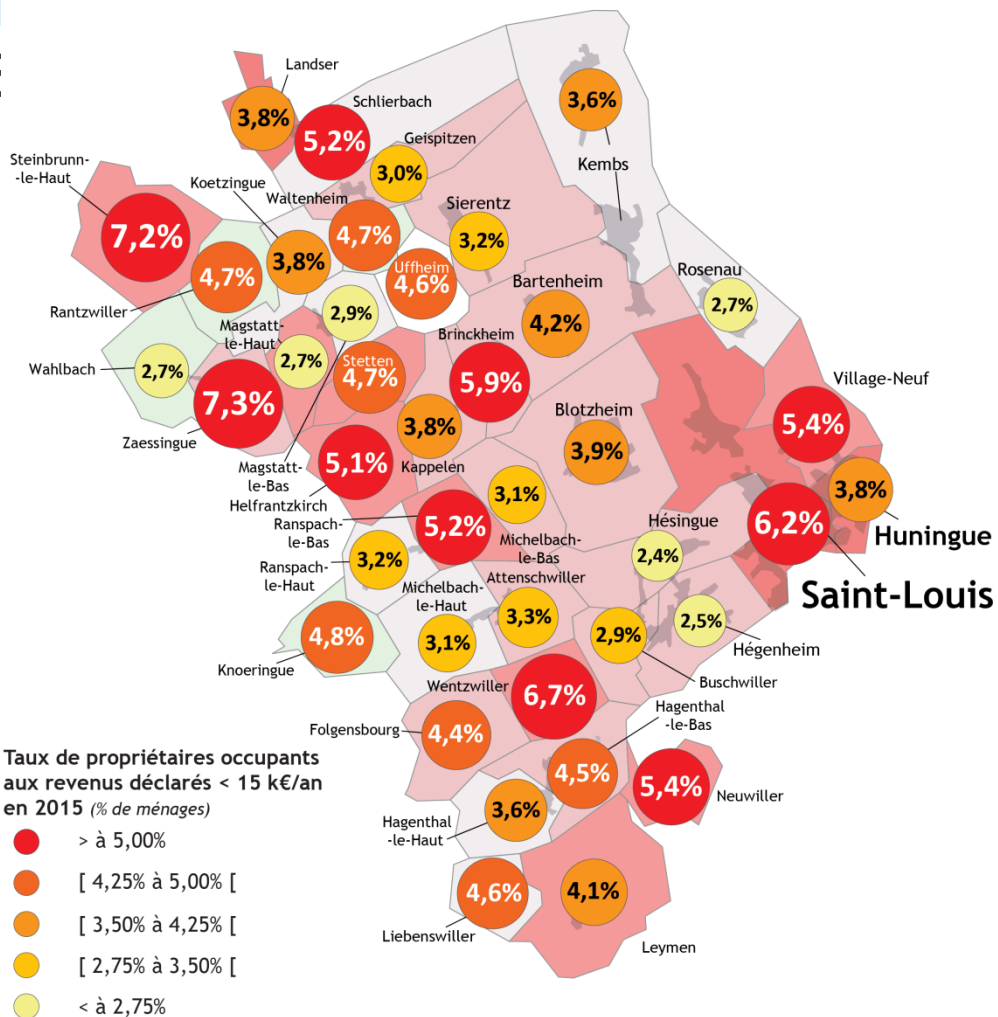 Landser
3,8%
Schlierbach
5,2%
Geispitzen
3,0%
3,6%
Kembs
Steinbrunn-
-le-Haut
7,2%
Koetzingue
3,8%
Waltenheim
4,7%
Sierentz
3,2%
4,7%
Rantzwiller
Uffheim
4,6%
Bartenheim
4,2%
Rosenau
2,7%
2,9%
Magstatt-
le-Haut
2,7%
Wahlbach
2,7%
Stetten
4,7%
Brinckheim
5,9%
Village-Neuf
5,4%
7,3%
Zaessingue
3,8%
Kappelen
Blotzheim
3,9%
Magstatt-
le-Bas
5,1%
Helfrantzkirch
3,8%
Huningue
Ranspach-
le-Bas
5,2%
3,1%
Michelbach-
le-Bas
Hésingue
2,4%
6,2%
Saint-Louis
Ranspach-
le-Haut
3,2%
Michelbach-
le-Haut
3,1%
Attenschwiller
3,3%
2,9%
Buschwiller
2,5%
Hégenheim
4,8%
Knoeringue
Wentzwiller
6,7%
Folgensbourg
4,4%
Hagenthal
-le-Bas
4,5%
5,4%
Neuwiller
Hagenthal
-le-Haut
3,6%
4,6%
Liebenswiller
4,1%
Leymen
Taux de propriétaires occupants
aux revenus déclarés < 15 k€/an
en 2015 (% de ménages)
> à 5,00%
[ 4,25% à 5,00% [
[ 3,50% à 4,25% [
[ 2,75% à 3,50% [
< à 2,75%